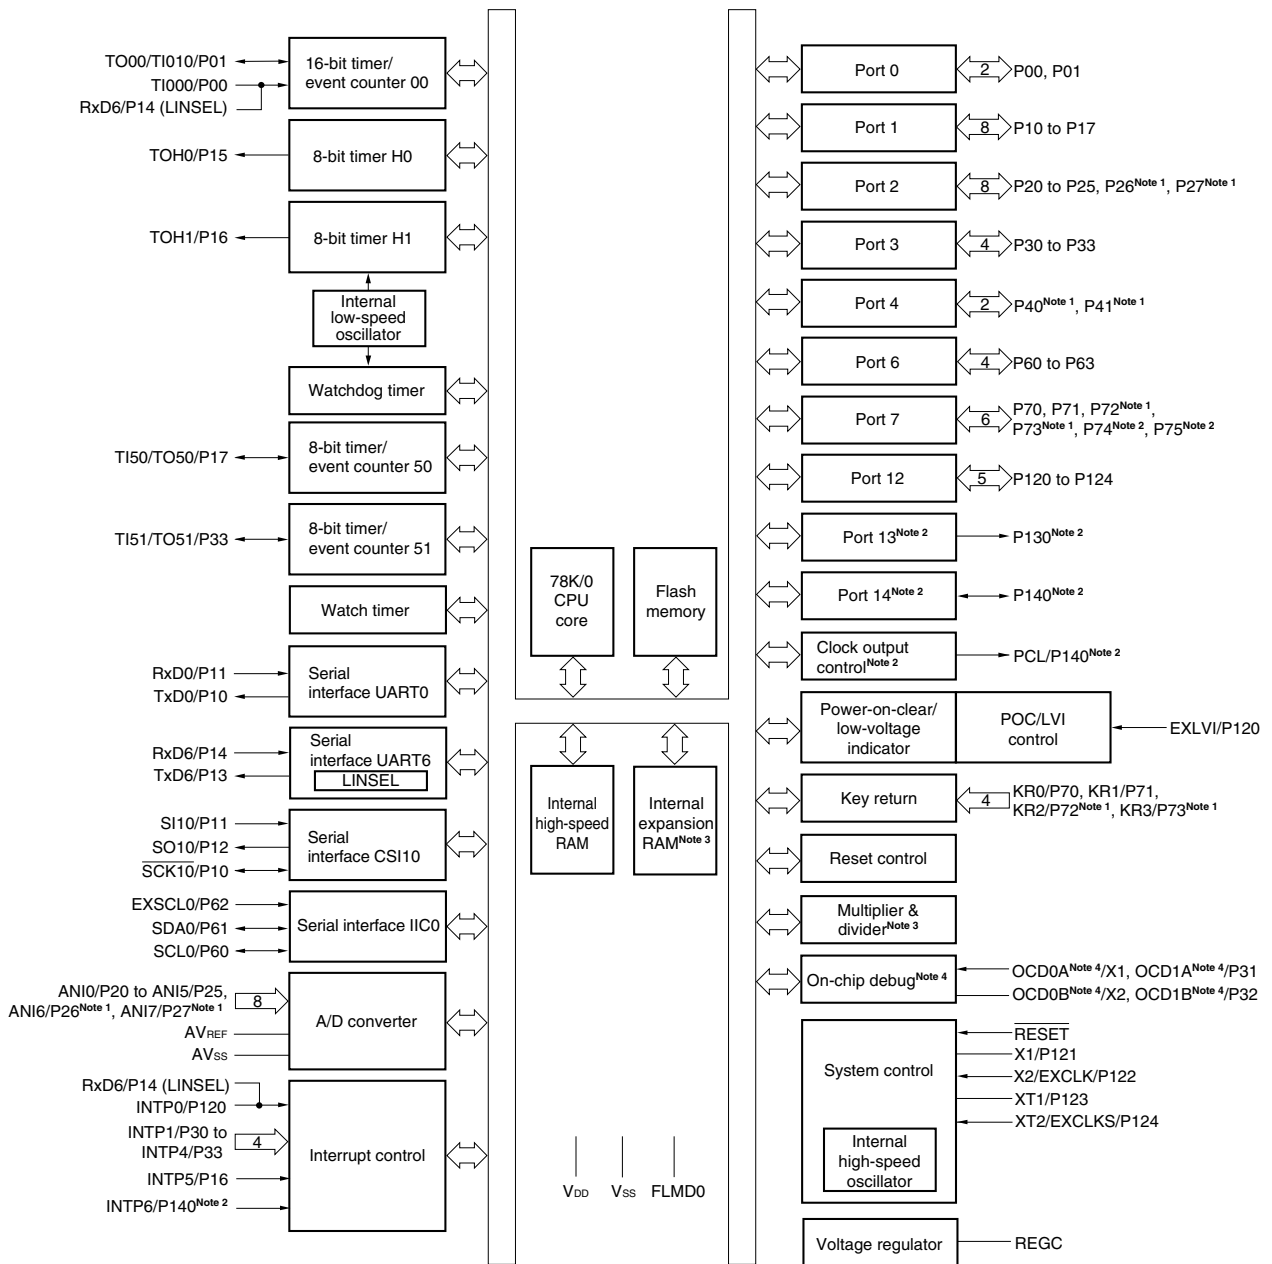 TO00/TI010/P01
TI000/P00
RxD6/P14 (LINSEL)
16-bit timer/
event counter 00
TOH0/P15
8-bit timer H0
TOH1/P16
8-bit timer H1
Internal
low-speed
oscillator
Watchdog timer
TI50/TO50/P17
8-bit timer/
event counter 50
TI51/TO51/P33
8-bit timer/
event counter 51
Watch timer
RxD0/P11
TxD0/P10
Serial
interface UART0
RxD6/P14
TxD6/P13
Serial
interface UART6
LINSEL
SI10/P11
SO10/P12
SCK10/P10
Serial
interface CSI10
EXSCL0/P62
SDA0/P61
SCL0/P60
Serial interface IIC0
ANI0/P20 to ANI5/P25,
ANI6/P26Note 1, ANI7/P27Note 1
8
AVREF
AVSS
A/D converter
RxD6/P14 (LINSEL)
INTP0/P120
INTP1/P30 to
INTP4/P33
4
INTP5/P16
INTP6/P140Note 2
Interrupt control
78K/0
CPU
core
Flash
memory
Internal
high-speed
RAM
Internal
expansion
RAMNote 3
VDD
VSS
FLMD0
Port 0
2
P00, P01
Port 1
8
P10 to P17
Port 2
8
P20 to P25, P26Note 1, P27Note 1
Port 3
4
P30 to P33
Port 4
2
P40Note 1, P41Note 1
Port 6
4
P60 to P63
Port 7
6
P70, P71, P72Note 1,
P73Note 1, P74Note 2, P75Note 2
Port 12
5
P120 to P124
Port 13Note 2
P130Note 2
Port 14Note 2
P140Note 2
Clock output
controlNote 2
PCL/P140Note 2
Power-on-clear/
low-voltage
indicator
POC/LVI
control
EXLVI/P120
Key return
4
KR0/P70, KR1/P71,
KR2/P72Note 1, KR3/P73Note 1
Reset control
Multiplier &
dividerNote 3
On-chip debugNote 4
OCD0ANote 4/X1, OCD1ANote 4/P31
OCD0BNote 4/X2, OCD1BNote 4/P32
System control
RESET
X1/P121
X2/EXCLK/P122
XT1/P123
XT2/EXCLKS/P124
Internal
high-speed
oscillator
Voltage regulator
REGC